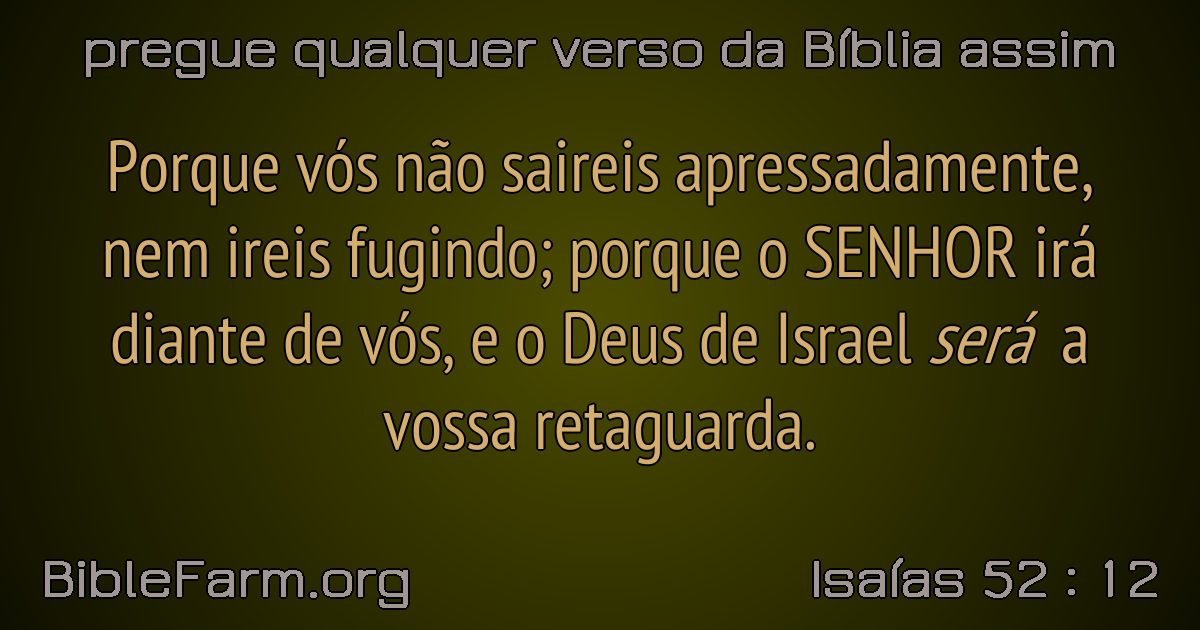 pregue qualquer verso da Bíblia assim
Porque vós não saireis apressadamente,
nem ireis fugindo; porque o SENHOR irá
diante de vós, e o Deus de Israel será a
vossa retaguarda.
BibleFarm.org
Isaías 52 : 12